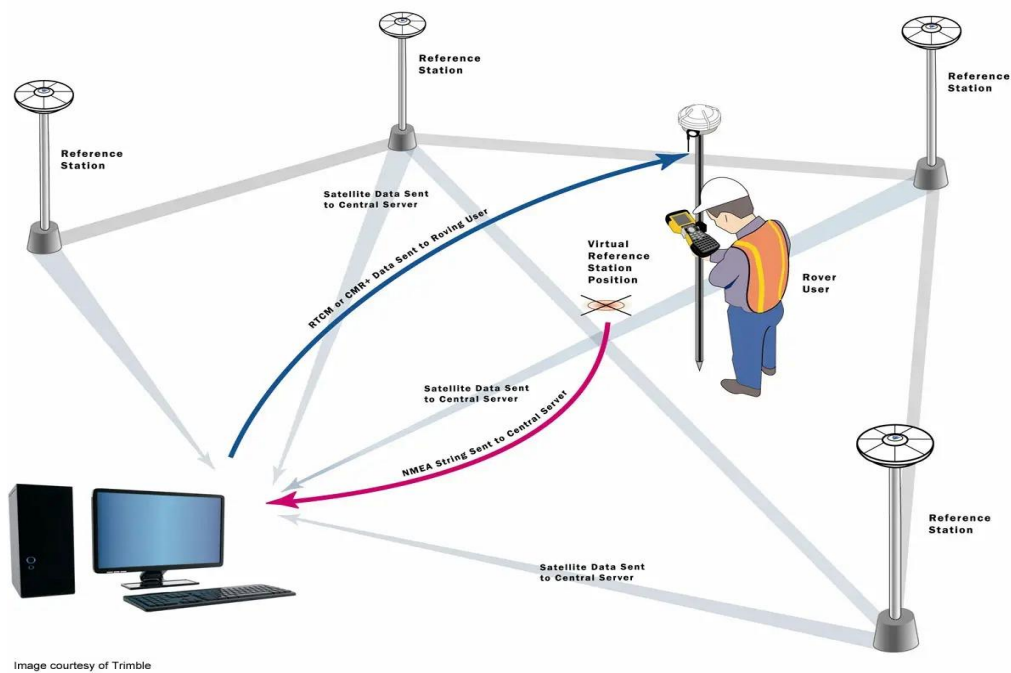 Reference
Station
Reference
Station
Reference
Station
Satellite Data Sent
to Central Server
RTCM or CMR+ Data Sent to Roving User
Virtual
Reference
Station
Position
Rover
User
Satellite Data Sent
to Central Server
NMEA String Sent to Central Server
Reference
Station
Satellite Data Sent
to Central Server
Image courtesy of Trimble